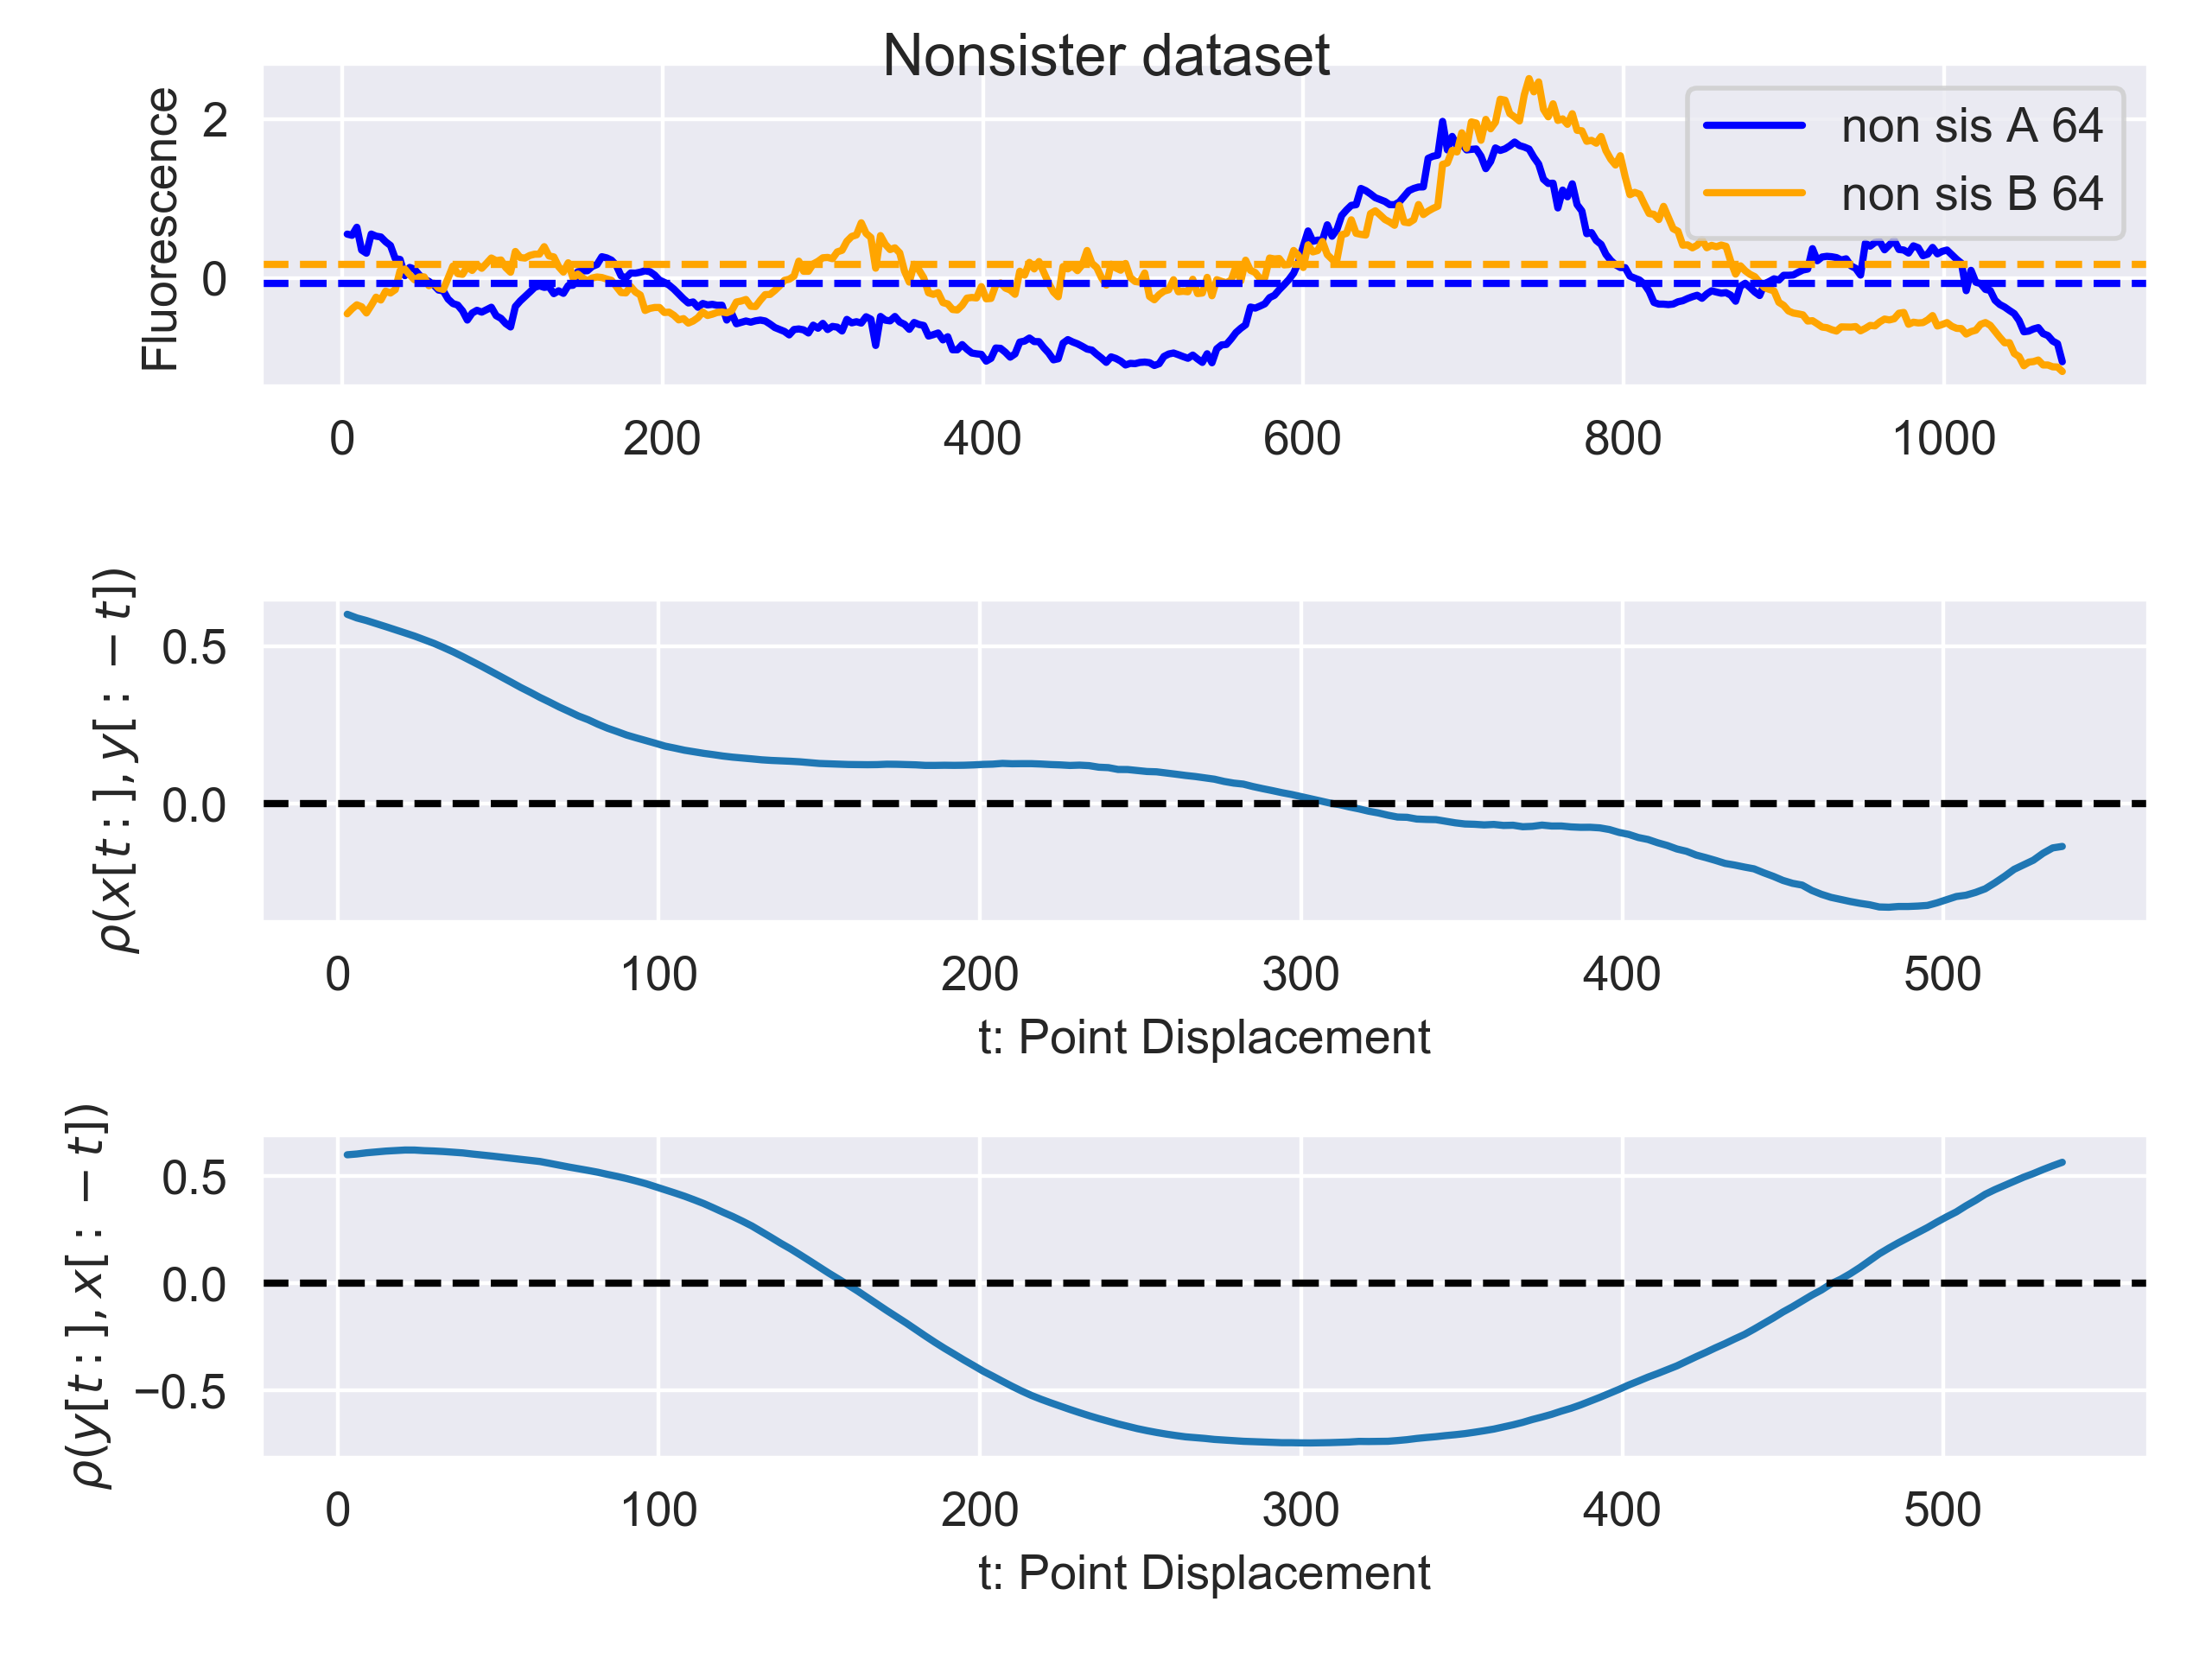 Nonsister dataset
Fluorescence
2
0
non sis A 64
non sis B 64
0 200 400 600 800 1000
ρ(x[t:],y[:−t])
0.5
0.0
0 100 200 300 400 500
t: Point Displacement
ρ(y[t:],x[:−t])
0.5
0.0
−0.5
0 100 200 300 400 500
t: Point Displacement